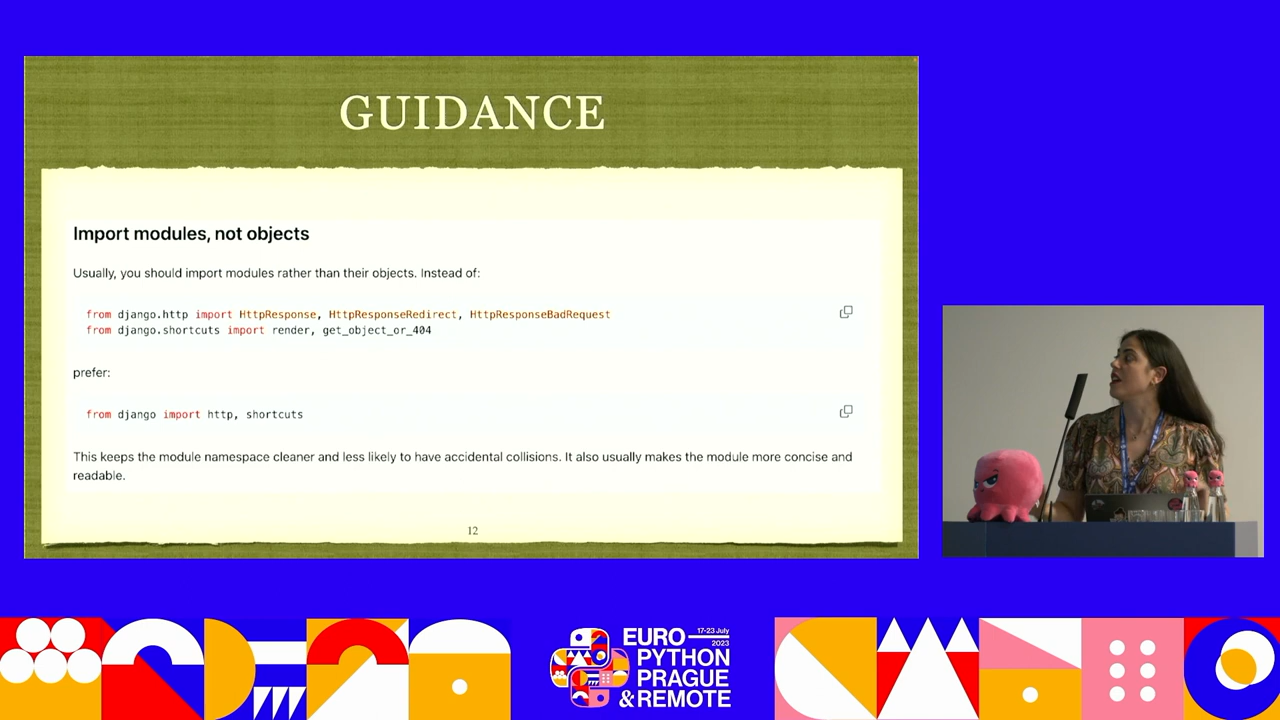 GUIDANCE
Import modules, not objects
Usually, you should import modules rather than their objects. Instead of:
from django.http import HttpResponse, HttpResponseRedirect, HttpResponseBadRequest
from django.shortcuts import render, get_object_or_404
prefer:
from django import http, shortcuts
This keeps the module namespace cleaner and less likely to have accidental collisions. It also usually makes the module more concise and
readable.
12
EURO
17-23 July
2023
PYTHON
PRAGUE
& REMOTE